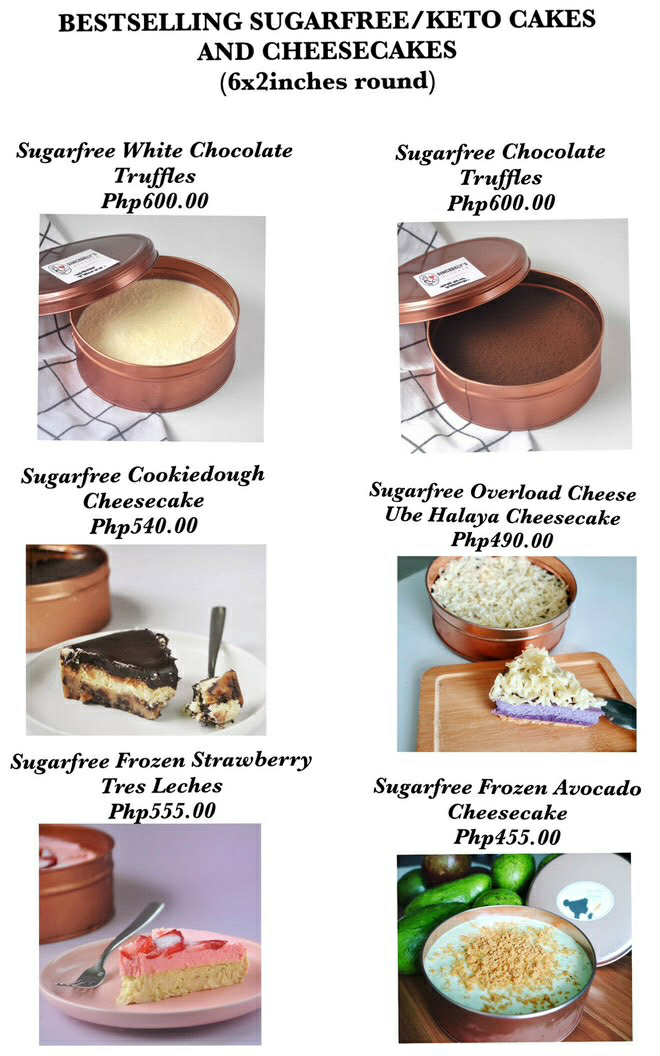 BESTSELLING SUGARFREE/KETO CAKES
AND CHEESECAKES
(6x2inches round)
Sugarfree White Chocolate
Truffles
Php600.00
Sugarfree Chocolate
Truffles
Php600.00
Sugarfree Cookiedough
Cheesecake
Php540.00
Sugarfree Overload Cheese
Ube Halaya Cheesecake
Php490.00
Sugarfree Frozen Strawberry
Tres Leches
Php555.00
Sugarfree Frozen Avocado
Cheesecake
Php455.00